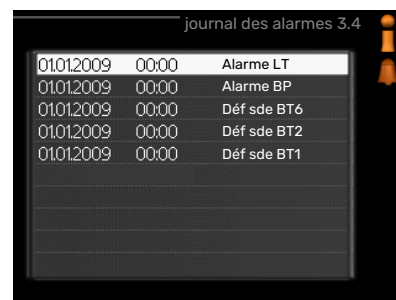 journal des alarmes 3.4
01.01.2009 00:00 Alarme LT
01.01.2009 00:00 Alarme BP
01.01.2009 00:00 Déf sde BT6
01.01.2009 00:00 Déf sde BT2
01.01.2009 00:00 Déf sde BT1